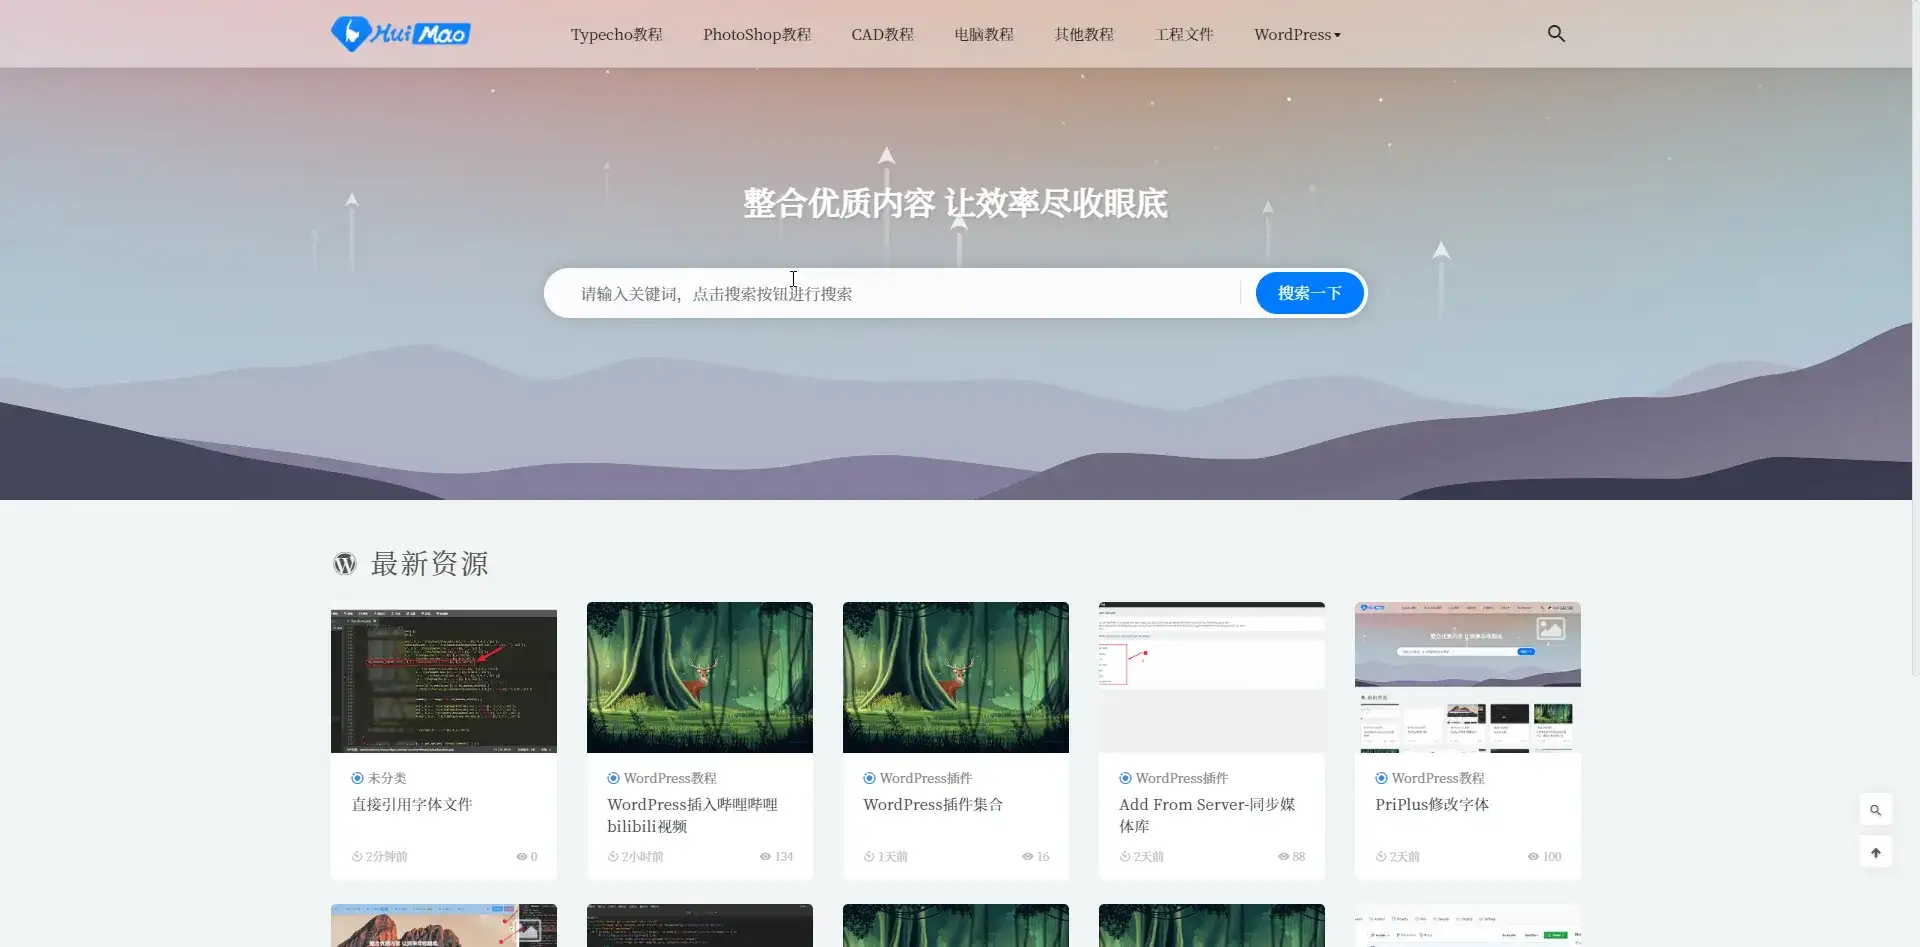 HuiMao
Typecho教程 PhotoShop教程 CAD教程 电脑教程 其他教程 工程文件 WordPress
整合优质内容 让效率尽收眼底
请输入关键词，点击搜索按钮进行搜索
搜索一下
最新资源
未分类
直接引用字体文件
2分钟前 0
WordPress教程
WordPress插入哔哩哔哩
bilibili视频
2小时前 134
WordPress插件
WordPress插件集合
1天前 16
WordPress插件
Add From Server-同步媒
体库
2天前 88
WordPress教程
PriPlus修改字体
2天前 100